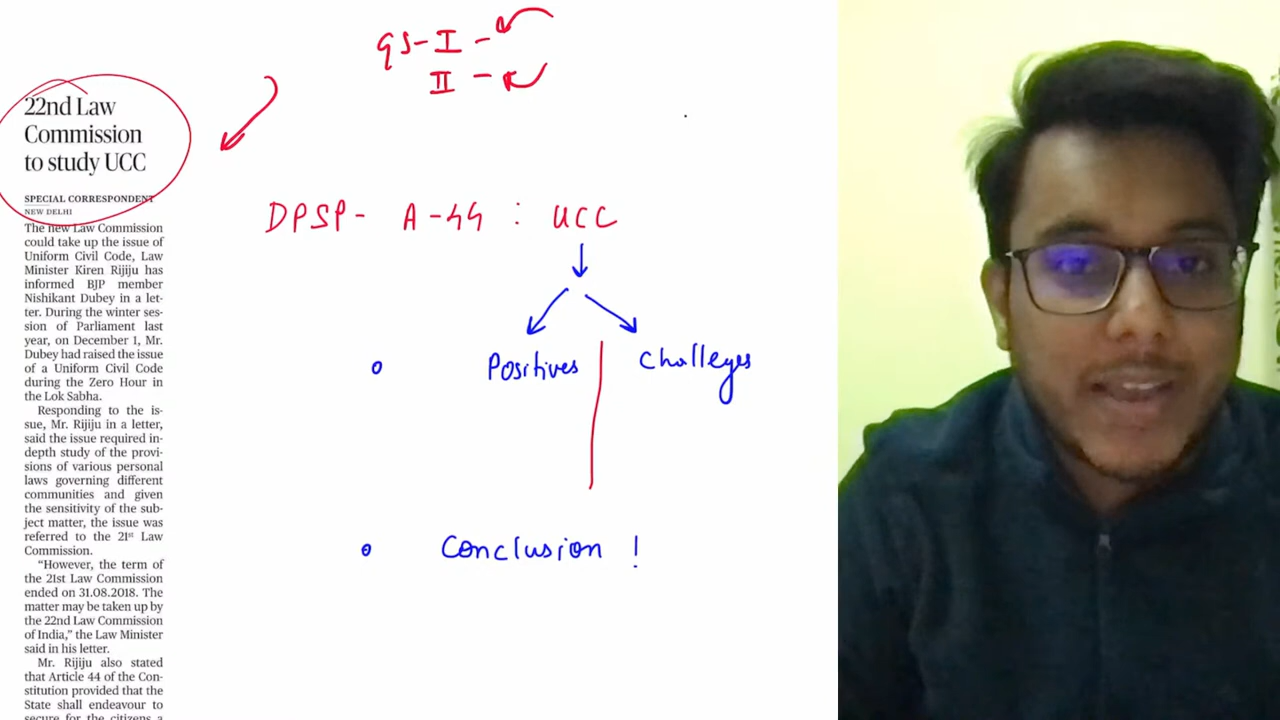 GS-I -
II -
22nd Law
Commission
to study UCC
SPECIAL CORRESPONDENT
NEW DELHI
The new Law Commission
could take up the issue of
Uniform Civil Code, Law
Minister Kiren Rijiju has
informed BJP member
Nishikant Dubey in a let-
ter. During the winter ses-
sion of Parliament last
year, on December 1, Mr.
Dubey had raised the issue
of a Uniform Civil Code
during the Zero Hour in
the Lok Sabha.
Responding to the is-
sue, Mr. Rijiju in a letter,
said the issue required in-
depth study of the provi-
sions of various personal
laws governing different
communities and given
the sensitivity of the sub-
ject matter, the issue was
referred to the 21st Law
Commission.
"However, the term of
the 21st Law Commission
ended on 31.08.2018. The
matter may be taken up by
the 22nd Law Commission
of India," the Law Minister
said in his letter.
Mr. Rijiju also stated
that Article 44 of the Con-
stitution provided that the
State shall endeavour to
secure for the citizens a
DPSP- A-44 : UCC
Positives
Challeges
Conclusion !